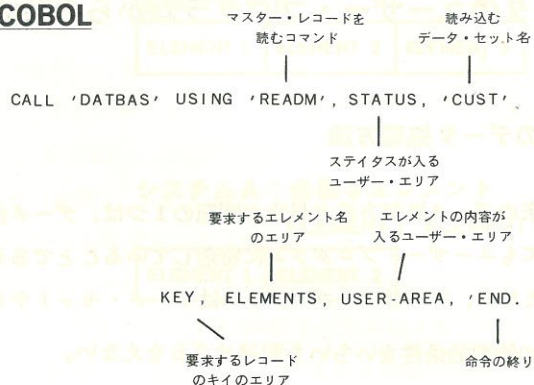 COBOL
マスター・レコードを
読むコマンド
読み込む
データ・セット名
CALL 'DATBAS' USING 'READM', STATUS, 'CUST',
ステイタスが入る
ユーザー・エリア
要求するエレメント名
のエリア
エレメントの内容が
入るユーザー・エリア
KEY, ELEMENTS, USER-AREA, 'END.
要求するレコード
のキイのエリア
命令の終り